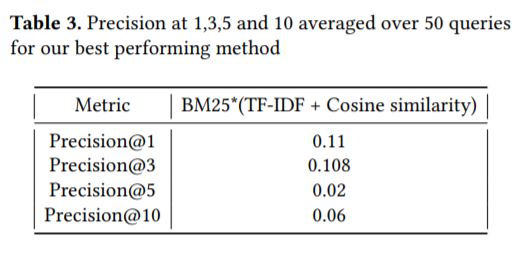 Table 3. Precision at 1,3,5 and 10 averaged over 50 queries
for our best performing method
Metric BM25*(TF-IDF + Cosine similarity)
Precision@1 0.11
Precision@3 0.108
Precision@5 0.02
Precision@10 0.06